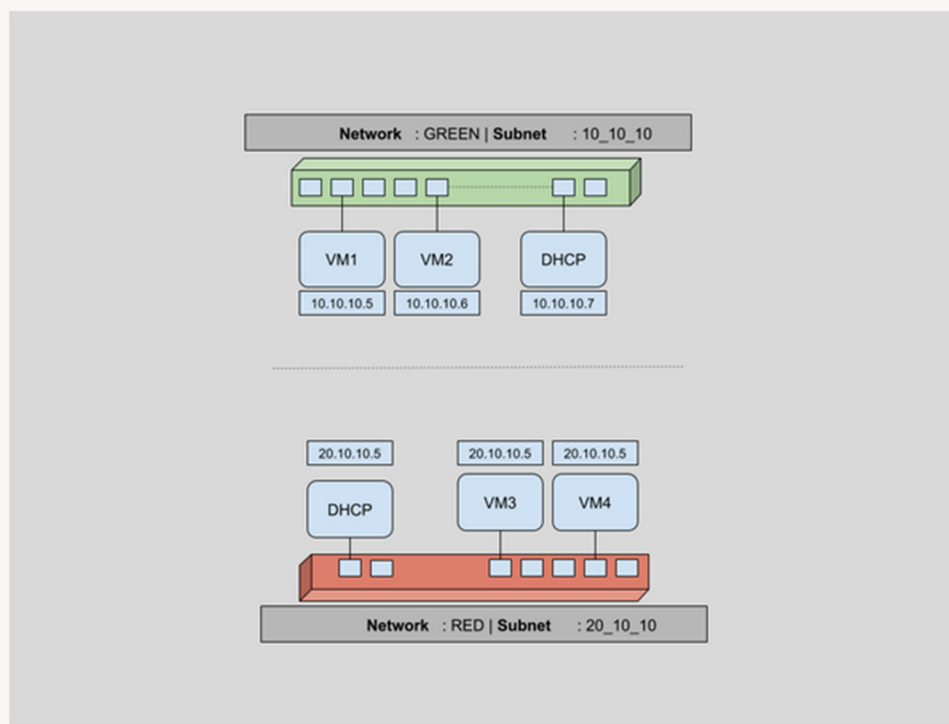 Network : GREEN | Subnet : 10_10_10
VM1 VM2 DHCP
10.10.10.5 10.10.10.6 10.10.10.7
20.10.10.5 20.10.10.5 20.10.10.5
DHCP VM3 VM4
Network : RED | Subnet : 20_10_10